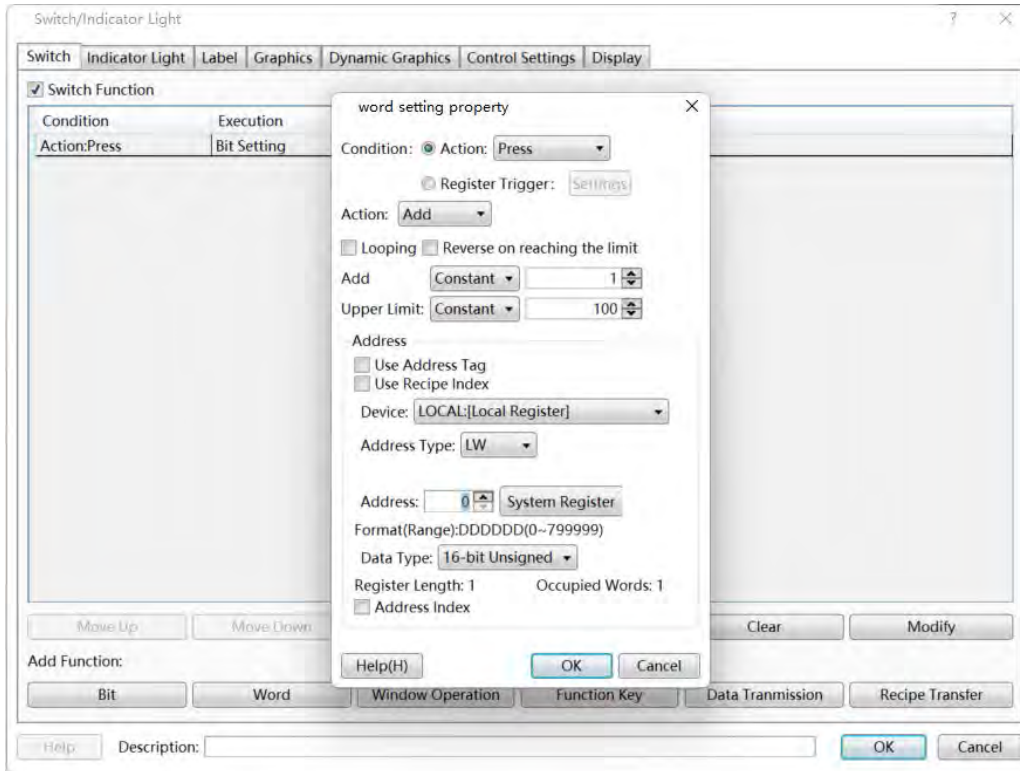 Switch/Indicator Light ? ×
Switch Indicator Light Label Graphics Dynamic Graphics Control Settings Display
Switch Function
Condition Execution
Action:Press Bit Setting
word setting property ×
Condition: Action: Press
Register Trigger: Settings
Action: Add
Looping Reverse on reaching the limit
Add Constant 1
Upper Limit: Constant 100
Address
Use Address Tag
Use Recipe Index
Device: LOCAL:[Local Register]
Address Type: LW
Address: 0 System Register
Format(Range):DDDDDD(0~799999)
Data Type: 16-bit Unsigned
Register Length: 1 Occupied Words: 1
Address Index
Help(H) OK Cancel
Move Up Move Down Clear Modify
Add Function:
Bit Word Window Operation Function Key Data Tranmission Recipe Transfer
Help Description: OK Cancel